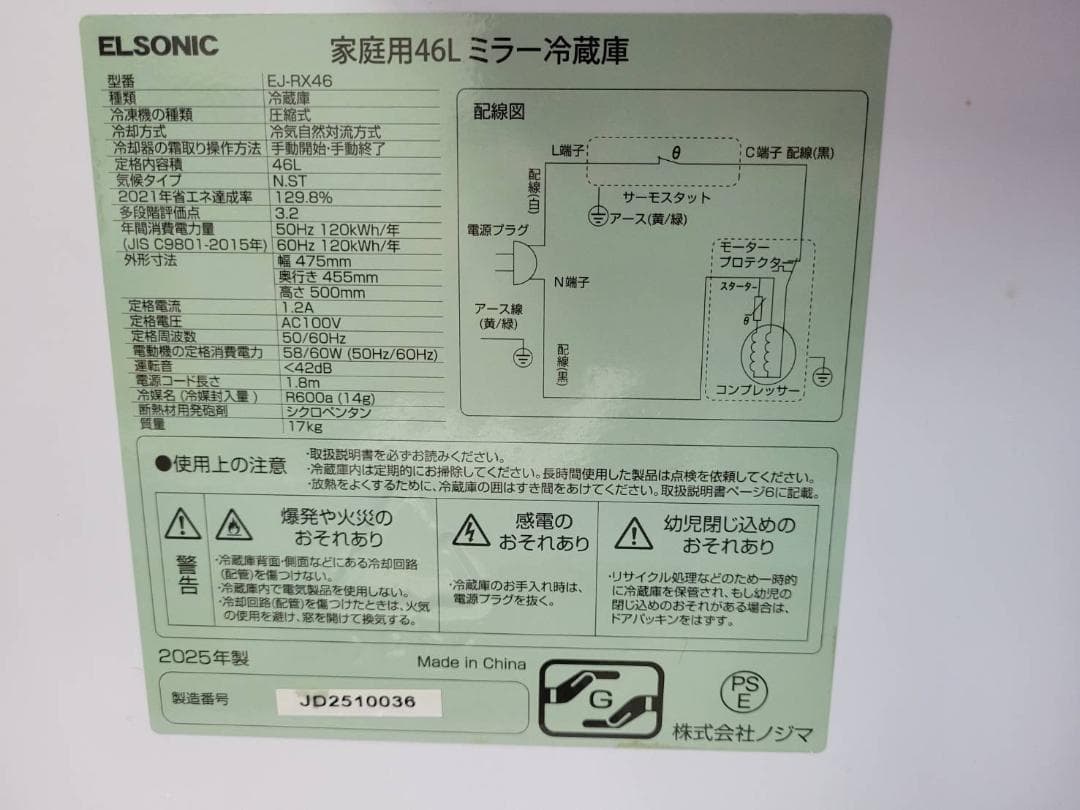 ELSONIC
家庭用46L ミラー冷蔵庫
型番 EJ-RX46
種類 冷蔵庫
冷凍機の種類 圧縮式
冷却方式 冷気自然対流方式
冷却器の霜取り操作方法 手動開始・手動終了
定格内容積 46L
気候タイプ N.ST
2021年省エネ達成率 129.8%
多段階評価点 3.2
年間消費電力量 50Hz 120kWh/年
(JIS C9801-2015年) 60Hz 120kWh/年
外形寸法 幅 475mm
奥行き 455mm
高さ 500mm
定格電流 1.2A
定格電圧 AC100V
定格周波数 50/60Hz
電動機の定格消費電力 58/60W (50Hz/60Hz)
運転音 <42dB
電源コード長さ 1.8m
冷媒名 (冷媒封入量) R600a (14g)
断熱材用発砲剤 シクロペンタン
質量 17kg
配線図
L端子
θ
C端子 配線(黒)
配線(白)
サーモスタット
アース(黄/緑)
電源プラグ
モーター
プロテクター
N端子
スターター
θ
アース線
(黄/緑)
配線(黒)
コンプレッサー
●使用上の注意
・取扱説明書を必ずお読みください。
・冷蔵庫内は定期的にお掃除してください。長時間使用した製品は点検を依頼してください。
・放熱をよくするために、冷蔵庫の囲はすき間をあけてください。取扱説明書ページ6に記載。
警告
爆発や火災の
おそれあり
・冷蔵庫背面・側面などにある冷却回路
(配管)を傷つけない。
・冷蔵庫内で電気製品を使用しない。
・冷却回路(配管)を傷つけたときは、火気
の使用を避け、窓を開けて換気する。
感電の
おそれあり
・冷蔵庫のお手入れ時は、
電源プラグを抜く。
幼児閉じ込めの
おそれあり
・リサイクル処理などのため一時的
に冷蔵庫を保管され、もし幼児の
閉じ込めのおそれがある場合は、
ドアパッキンをはずす。
2025年製
Made in China
製造番号 JD2510036
G
PS
E
株式会社ノジマ